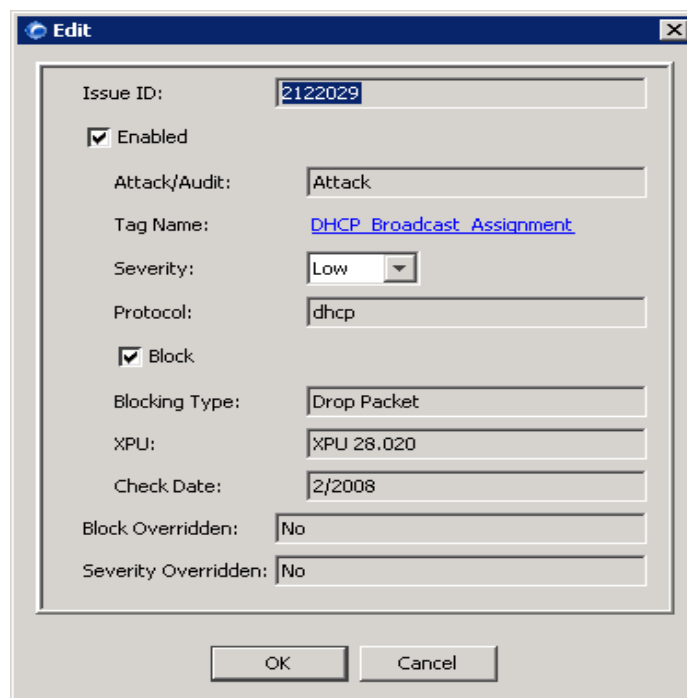 Edit
Issue ID: 2122029
Enabled
Attack/Audit: Attack
Tag Name: DHCP_Broadcast_Assignment
Severity: Low
Protocol: dhcp
Block
Blocking Type: Drop Packet
XPU: XPU 28.020
Check Date: 2/2008
Block Overridden: No
Severity Overridden: No
OK Cancel